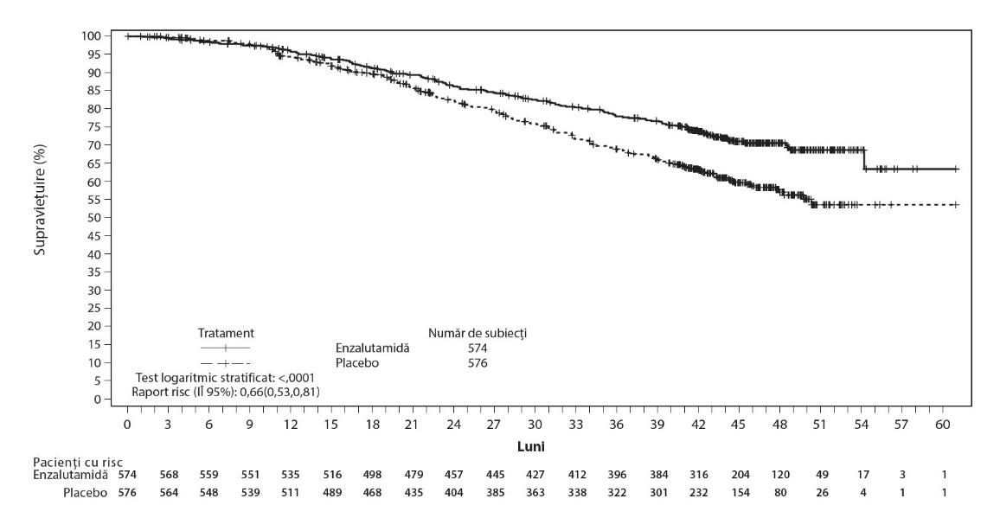 100
95
90
85
80
75
70
65
60
55
50
45
40
35
30
25
20
15
10
5
0
Supraviețuire (%)
Tratament Număr de subiecți
Enzalutamidă 574
Placebo 576
Test logaritmic stratificat: <,0001
Raport risc (IÎ 95%): 0,66(0,53,0,81)
0 3 6 9 12 15 18 21 24 27 30 33 36 39 42 45 48 51 54 57 60
Luni
Pacienți cu risc
Enzalutamidă 574 568 559 551 535 516 498 479 457 445 427 412 396 384 316 204 120 49 17 3 1
Placebo 576 564 548 539 511 489 468 435 404 385 363 338 322 301 232 154 80 26 4 1 1